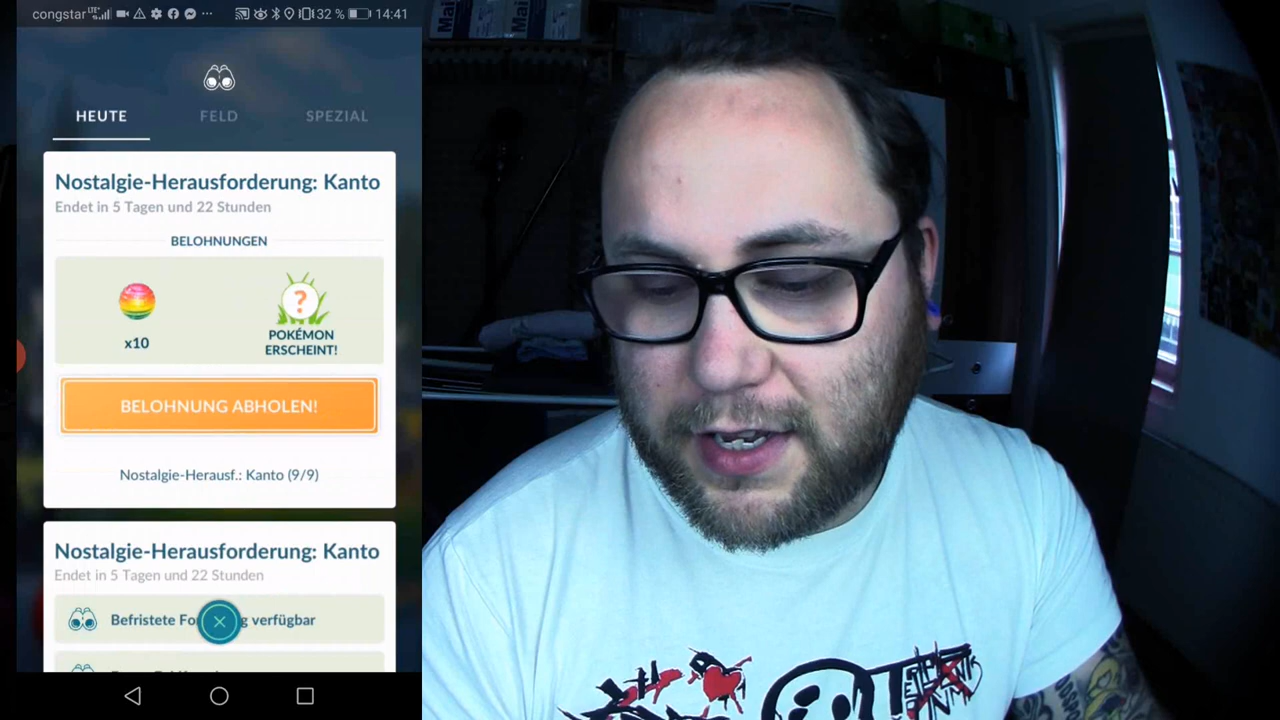 congstar LTE 32 % 14:41
HEUTE FELD SPEZIAL
Nostalgie-Herausforderung: Kanto
Endet in 5 Tagen und 22 Stunden
BELOHNUNGEN
x10
?
POKÉMON
ERSCHEINT!
BELOHNUNG ABHOLEN!
Nostalgie-Herausf.: Kanto (9/9)
Nostalgie-Herausforderung: Kanto
Endet in 5 Tagen und 22 Stunden
Befristete Fo g verfügbar